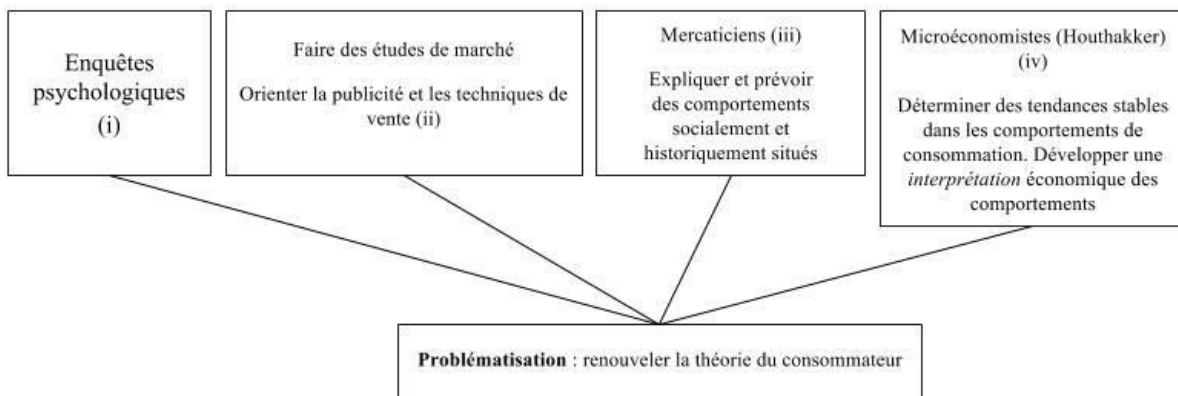 Enquêtes
psychologiques
(i)
Faire des études de marché
Orienter la publicité et les techniques de
vente (ii)
Mercaticiens (iii)
Expliquer et prévoir
des comportements
socialement et
historiquement situés
Microéconomistes (Houthakker)
(iv)
Déterminer des tendances stables
dans les comportements de
consommation. Développer une
interprétation économique des
comportements
Problématisation : renouveler la théorie du consommateur